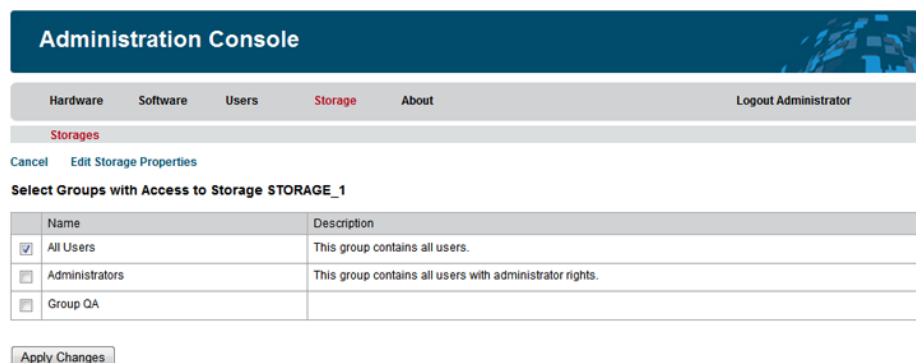 Administration Console
Hardware Software Users Storage About Logout Administrator
Storages
Cancel Edit Storage Properties
Select Groups with Access to Storage STORAGE_1
Name Description
All Users This group contains all users.
Administrators This group contains all users with administrator rights.
Group QA
Apply Changes